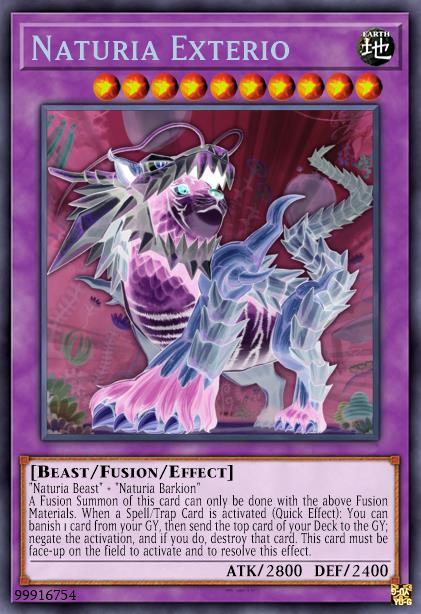 Naturia Exterio
EARTH
地
[Beast/Fusion/Effect]
"Naturia Beast" + "Naturia Barkion"
A Fusion Summon of this card can only be done with the above Fusion
Materials. When a Spell/Trap Card is activated (Quick Effect): You can
banish 1 card from your GY, then send the top card of your Deck to the GY;
negate the activation, and if you do, destroy that card. This card must be
face-up on the field to activate and to resolve this effect.
ATK/2800 DEF/2400
99916754